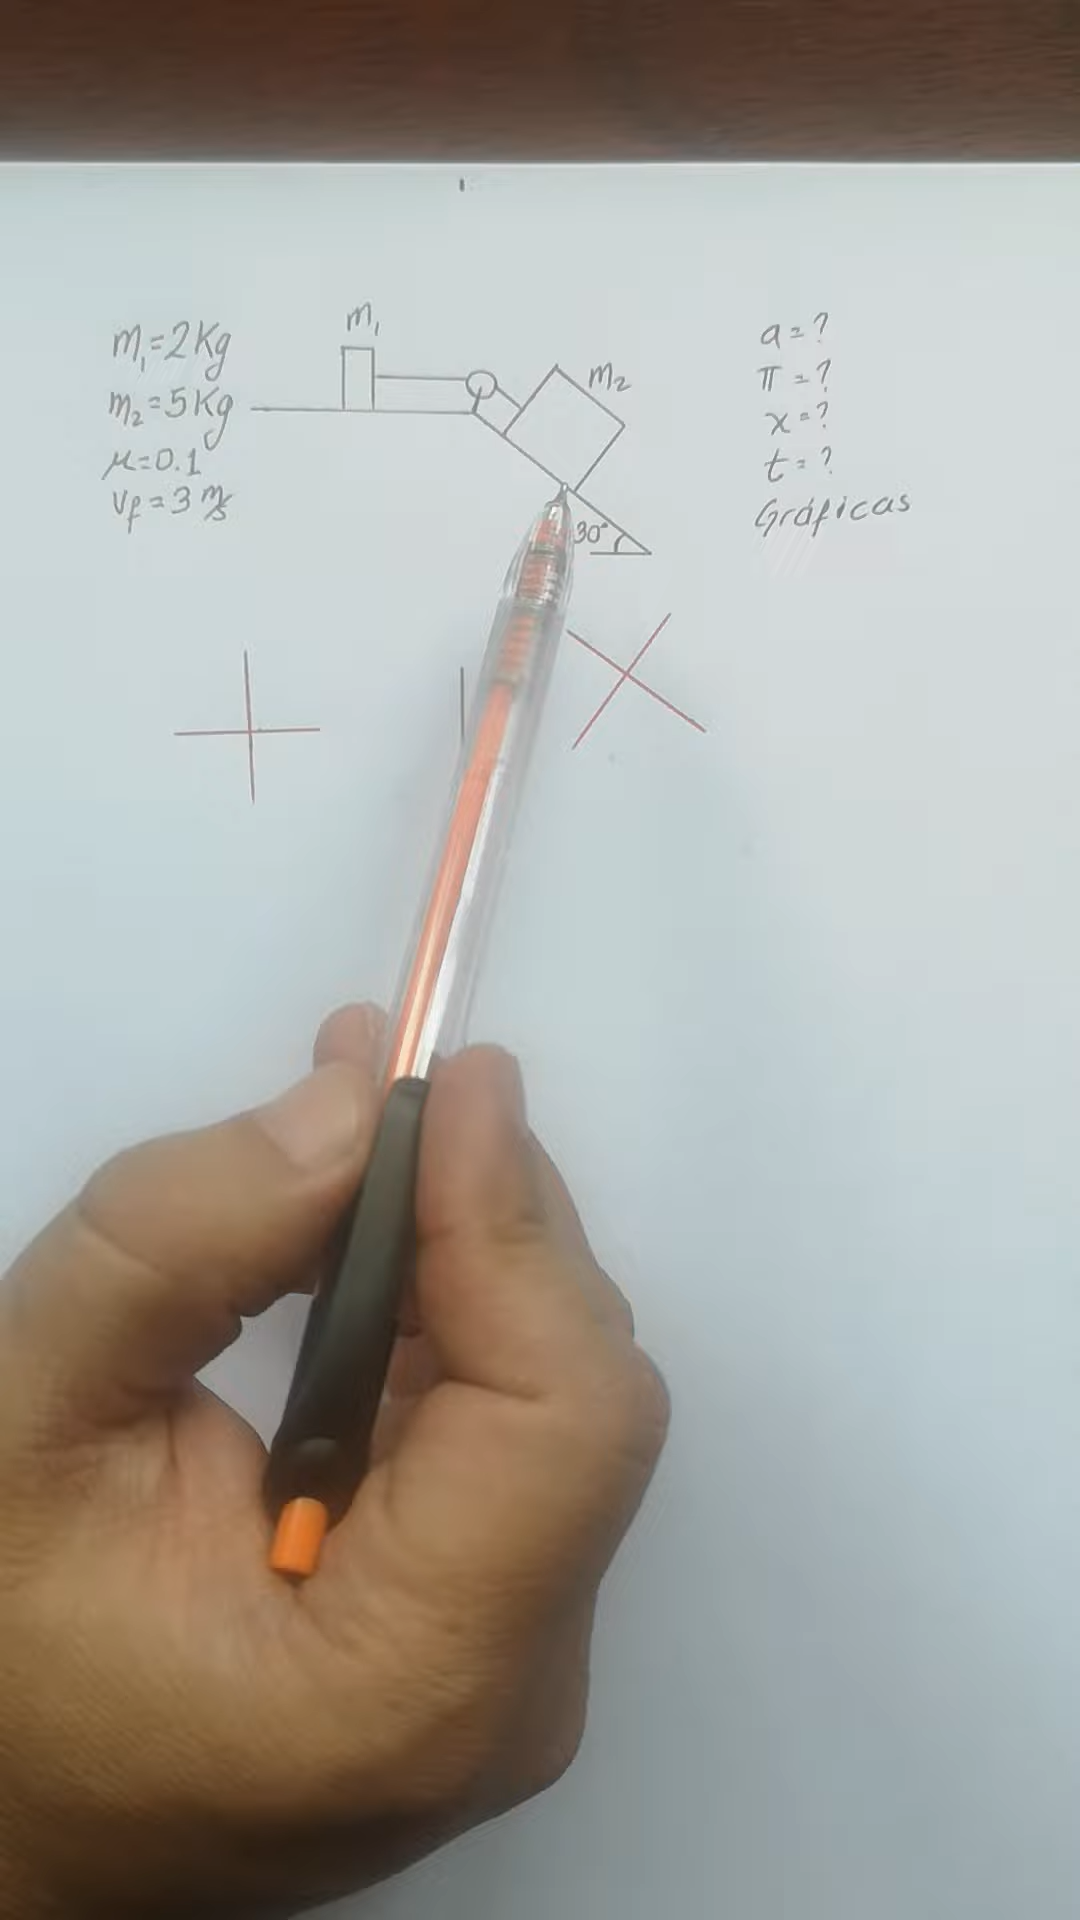 m₁=2Kg
m₂=5Kg
μ=0.1
Vf=3 m/s
m₁
m₂
30°
a=?
π=?
x=?
t=?
Gráficas